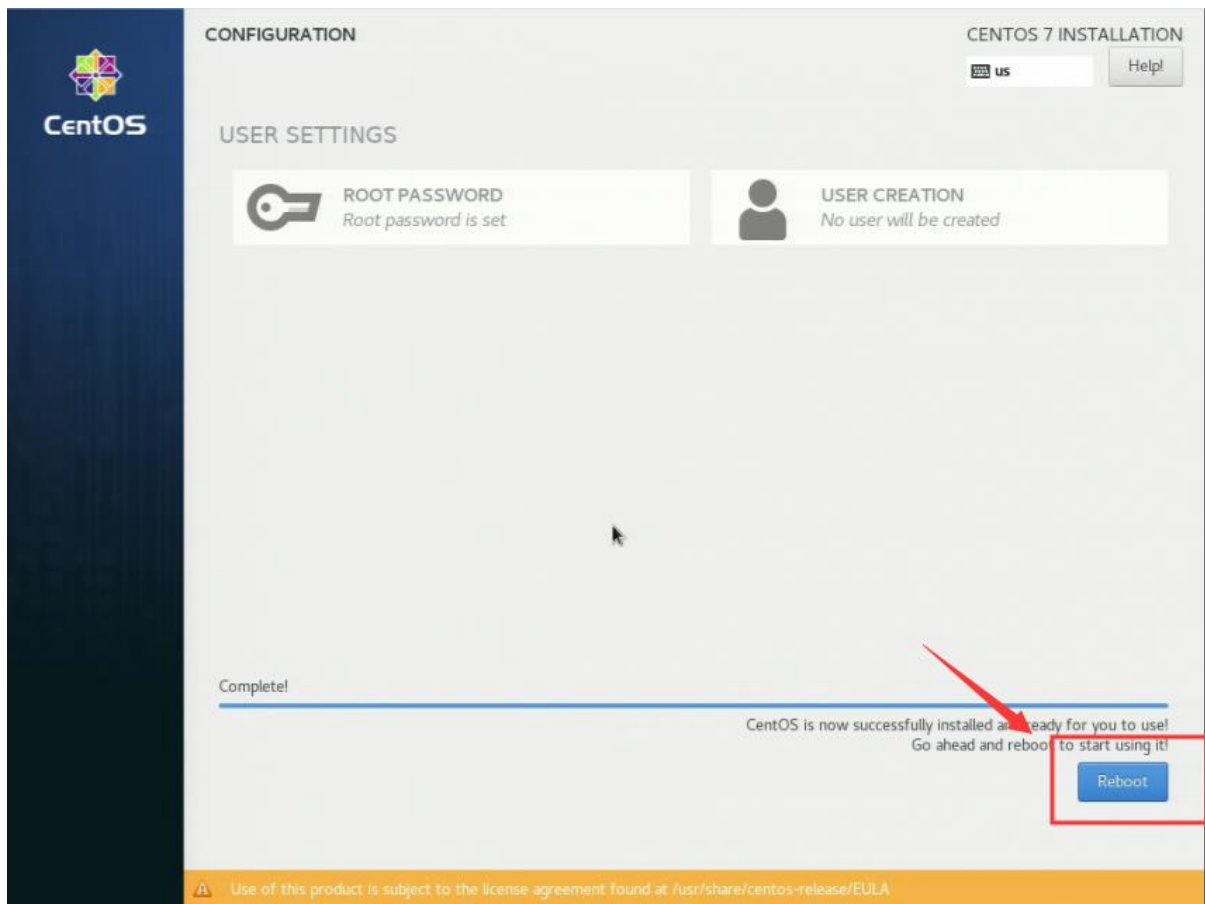 CentOS
CONFIGURATION
CENTOS 7 INSTALLATION
us
Help!
USER SETTINGS
ROOT PASSWORD
Root password is set
USER CREATION
No user will be created
Complete!
CentOS is now successfully installed and ready for you to use!
Go ahead and reboot to start using it!
Reboot
Use of this product is subject to the license agreement found at /usr/share/centos-release/EULA